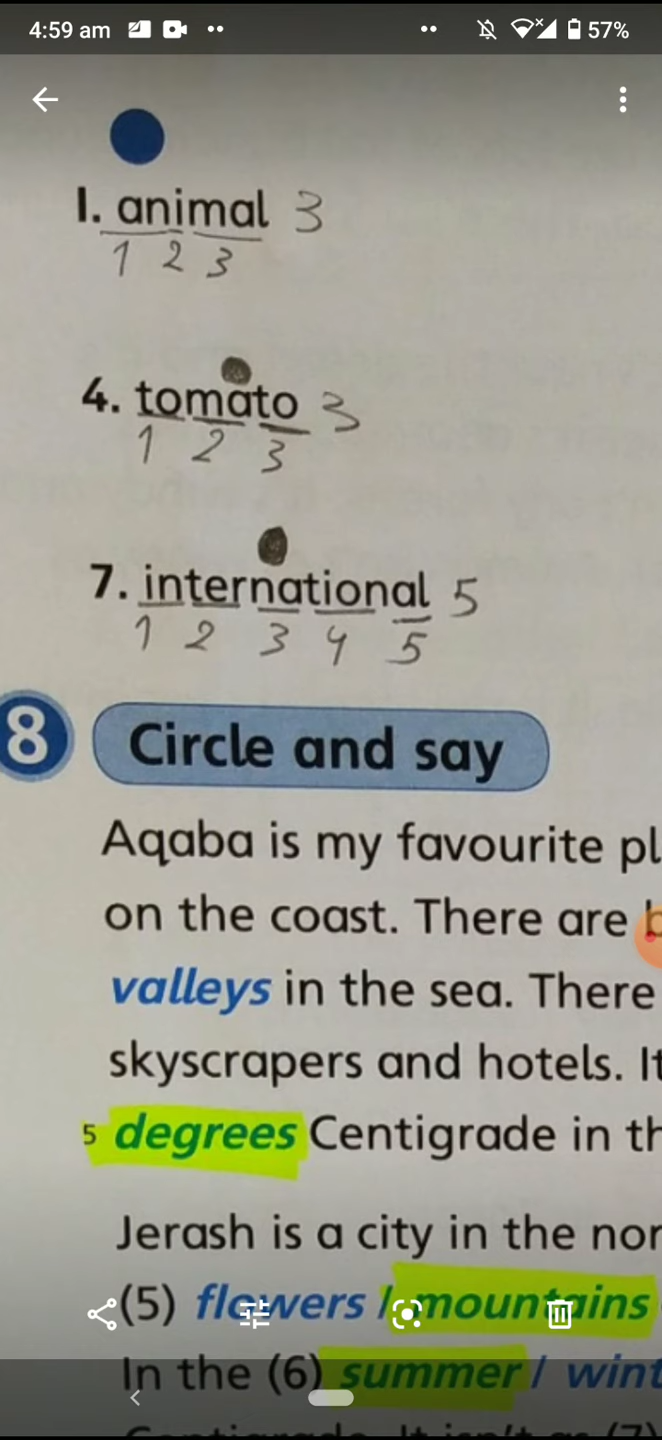 4:59 am 57%
1. animal 3
1 2 3
4. tomato 3
1 2 3
7. international 5
1 2 3 4 5
8 Circle and say
Aqaba is my favourite pl
on the coast. There are b
valleys in the sea. There
skyscrapers and hotels. It
5 degrees Centigrade in th
Jerash is a city in the nor
(5) flowers / mountains
In the (6) summer / wint